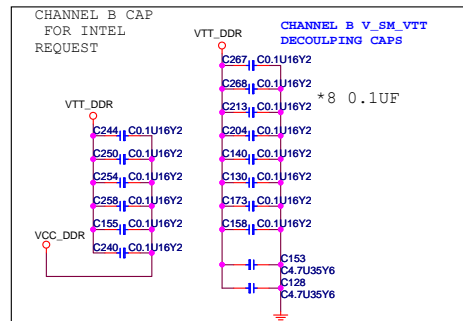 CHANNEL B CAP
FOR INTEL
REQUEST
VTT_DDR
C244 C0.1U16Y2
C250 C0.1U16Y2
C254 C0.1U16Y2
C258 C0.1U16Y2
C155 C0.1U16Y2
VCC_DDR
C240 C0.1U16Y2
VTT_DDR
CHANNEL B V_SM_VTT
DECOULPING CAPS
C267 C0.1U16Y2
C268 C0.1U16Y2
*8 0.1UF
C213 C0.1U16Y2
C204 C0.1U16Y2
C140 C0.1U16Y2
C130 C0.1U16Y2
C173 C0.1U16Y2
C158 C0.1U16Y2
C153
C4.7U35Y6
C128
C4.7U35Y6